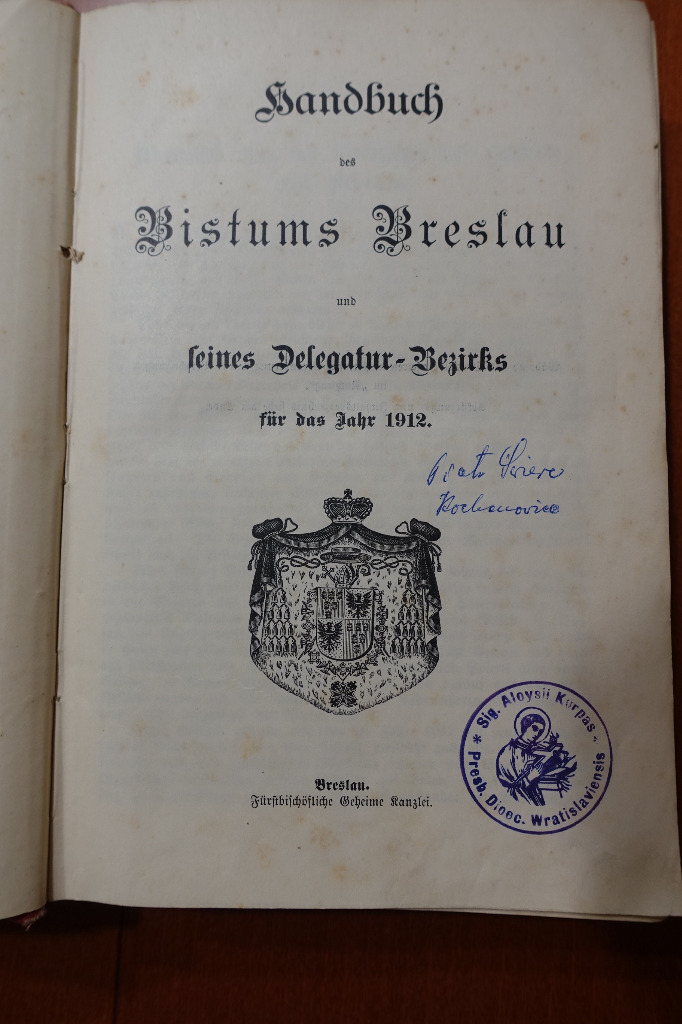 Handbuch
des
Bistums Breslau
und
seines Delegatur-Bezirks
für das Jahr 1912.
Breslau.
Fürstbischöfliche Geheime Kanzlei.
Sig. Aloysii Kurpas
* Presb. Dioec. Wratislaviensis *